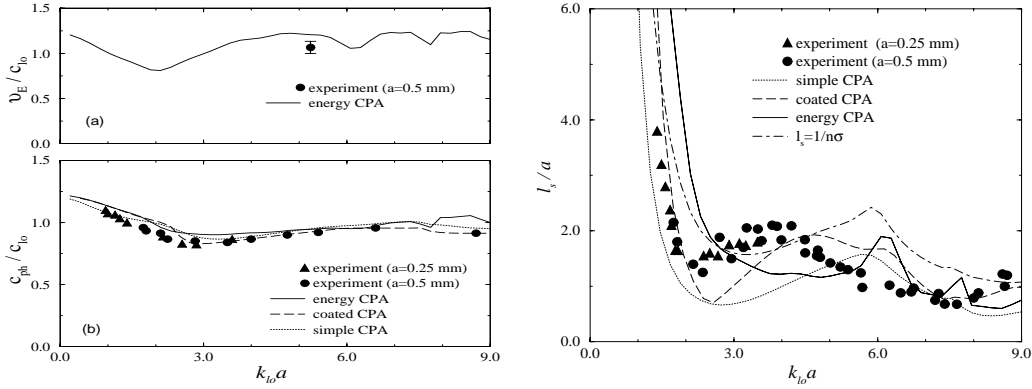 1.5
1.0
0.5
0.0
υ_E / c_lo
experiment (a=0.5 mm)
energy CPA
(a)
1.5
1.0
0.5
0.0
c_ph / c_lo
experiment (a=0.25 mm)
experiment (a=0.5 mm)
energy CPA
coated CPA
simple CPA
(b)
0.0 3.0 6.0 9.0
k_lo a
6.0
4.0
2.0
0.0
l_s / a
experiment (a=0.25 mm)
experiment (a=0.5 mm)
simple CPA
coated CPA
energy CPA
l_s=1/nσ
0.0 3.0 6.0 9.0
k_lo a